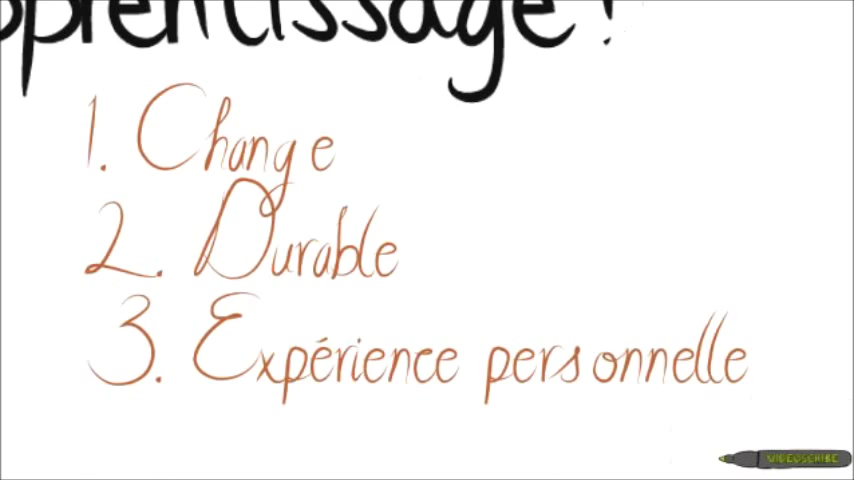 pprentissage !
1. Change
2. Durable
3. Expérience personnelle
VIDEOSCRIBE